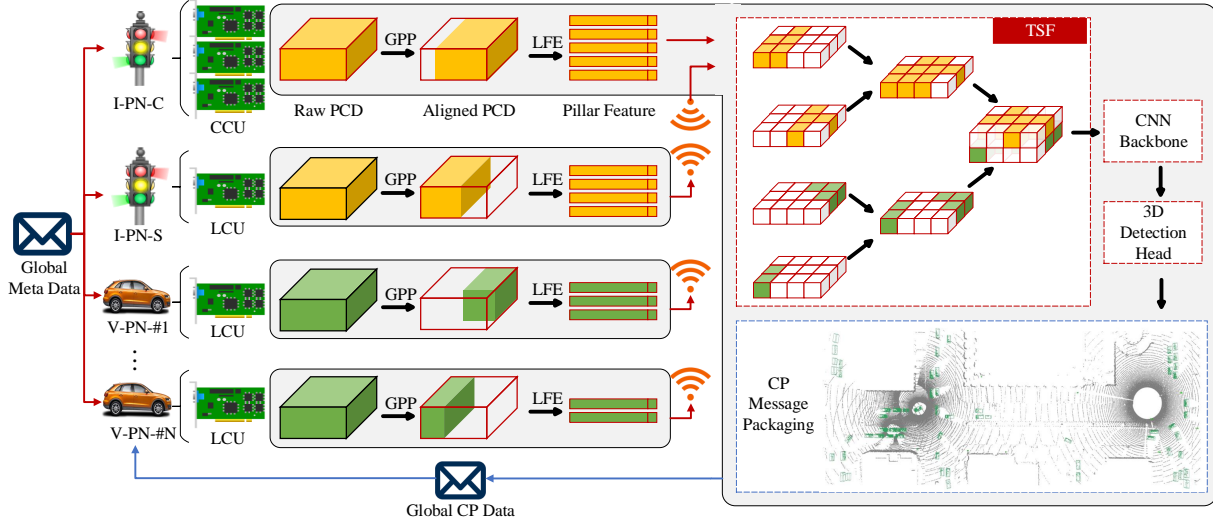 I-PN-C
CCU
GPP
LFE
Raw PCD
Aligned PCD
Pillar Feature
I-PN-S
LCU
GPP
LFE
Global
Meta Data
V-PN-#1
LCU
GPP
LFE
V-PN-#N
LCU
GPP
LFE
TSF
CNN
Backbone
3D
Detection
Head
CP
Message
Packaging
Global CP Data